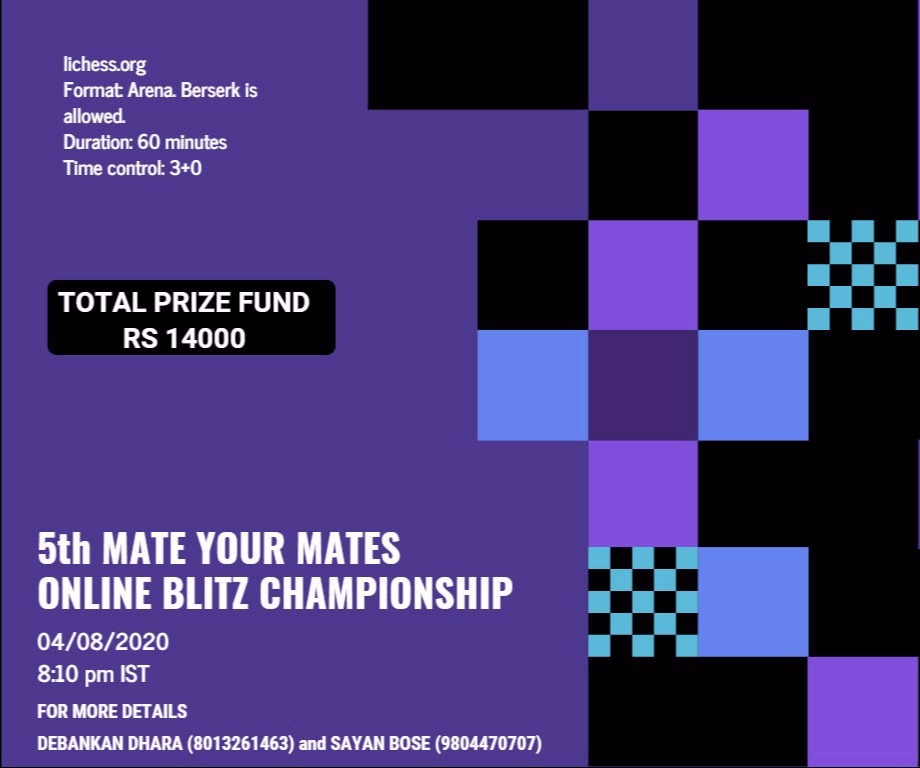 lichess.org
Format: Arena. Berserk is
allowed.
Duration: 60 minutes
Time control: 3+0
TOTAL PRIZE FUND
RS 14000
5th MATE YOUR MATES
ONLINE BLITZ CHAMPIONSHIP
04/08/2020
8:10 pm IST
FOR MORE DETAILS
DEBANKAN DHARA (8013261463) and SAYAN BOSE (9804470707)